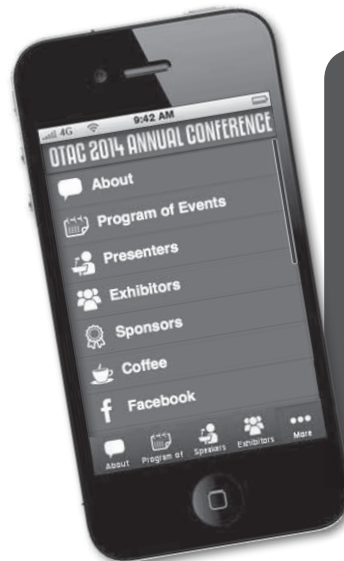 4G 9:42 AM
OTAC 2014 ANNUAL CONFERENCE
About
Program of Events
Presenters
Exhibitors
Sponsors
Coffee
Facebook
About Program of Speakers Exhibitors More